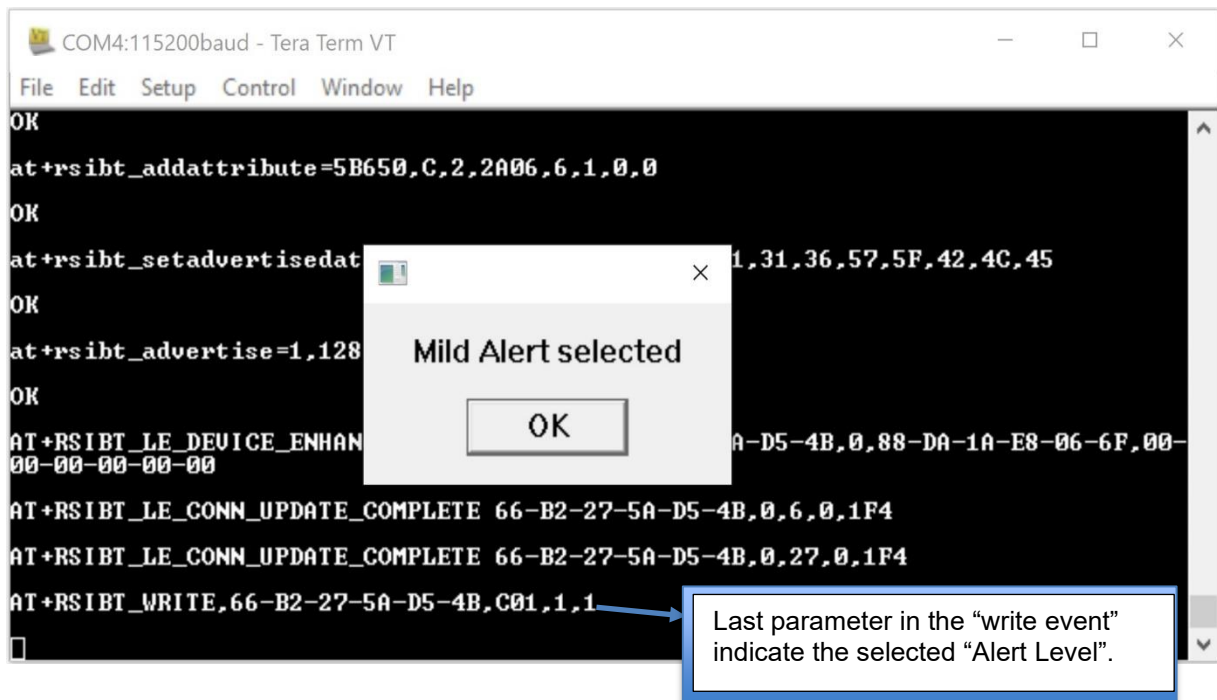 COM4:115200baud - Tera Term VT
File Edit Setup Control Window Help
OK
at+rsibt_addattribute=5B650,C,2,2A06,6,1,0,0
OK
at+rsibt_setadvertisedat 1,31,36,57,5F,42,4C,45
OK
at+rsibt_advertise=1,128
Mild Alert selected
OK
OK
AT+RSIBT_LE_DEVICE_ENHAN A-D5-4B,0,88-DA-1A-E8-06-6F,00-
00-00-00-00-00
AT+RSIBT_LE_CONN_UPDATE_COMPLETE 66-B2-27-5A-D5-4B,0,6,0,1F4
AT+RSIBT_LE_CONN_UPDATE_COMPLETE 66-B2-27-5A-D5-4B,0,27,0,1F4
AT+RSIBT_WRITE,66-B2-27-5A-D5-4B,C01,1,1
Last parameter in the “write event”
indicate the selected “Alert Level”.